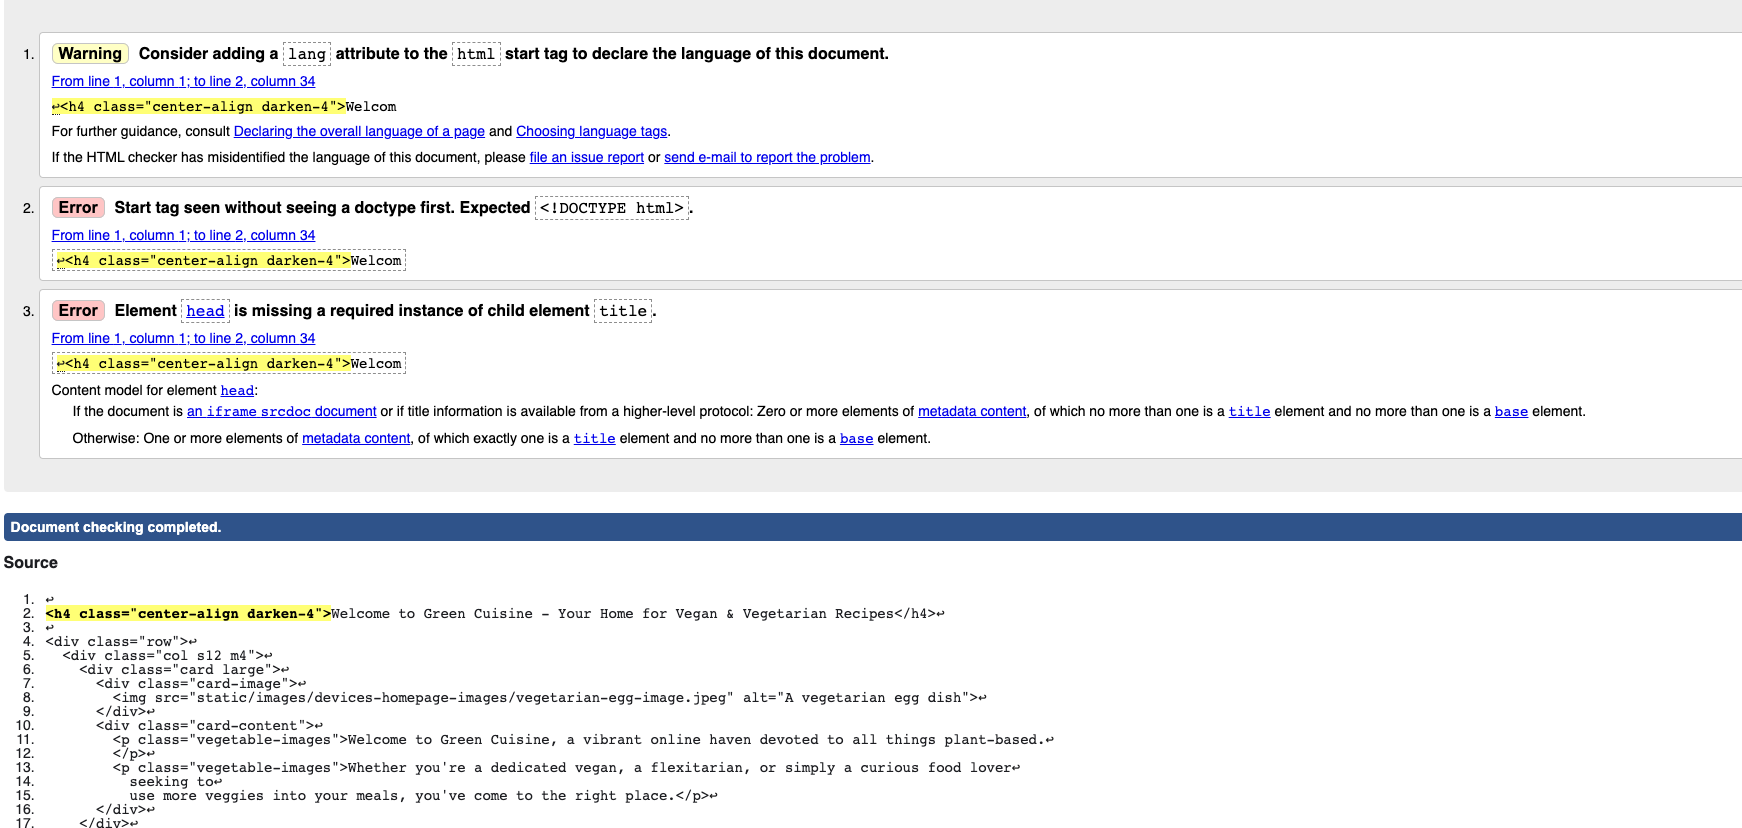 1. Warning Consider adding a lang attribute to the html start tag to declare the language of this document.
From line 1, column 1; to line 2, column 34
↩<h4 class="center-align darken-4">Welcom
For further guidance, consult Declaring the overall language of a page and Choosing language tags.
If the HTML checker has misidentified the language of this document, please file an issue report or send e-mail to report the problem.
2. Error Start tag seen without seeing a doctype first. Expected <!DOCTYPE html>.
From line 1, column 1; to line 2, column 34
↩<h4 class="center-align darken-4">Welcom
3. Error Element head is missing a required instance of child element title.
From line 1, column 1; to line 2, column 34
↩<h4 class="center-align darken-4">Welcom
Content model for element head:
If the document is an iframe srcdoc document or if title information is available from a higher-level protocol: Zero or more elements of metadata content, of which no more than one is a title element and no more than one is a base element.
Otherwise: One or more elements of metadata content, of which exactly one is a title element and no more than one is a base element.
Document checking completed.
Source
1. ↩
2. <h4 class="center-align darken-4">Welcome to Green Cuisine - Your Home for Vegan & Vegetarian Recipes</h4>↩
3. ↩
4. <div class="row">↩
5. <div class="col s12 m4">↩
6. <div class="card large">↩
7. <div class="card-image">↩
8. <img src="static/images/devices-homepage-images/vegetarian-egg-image.jpeg" alt="A vegetarian egg dish">↩
9. </div>↩
10. <div class="card-content">↩
11. <p class="vegetable-images">Welcome to Green Cuisine, a vibrant online haven devoted to all things plant-based.↩
12. </p>↩
13. <p class="vegetable-images">Whether you're a dedicated vegan, a flexitarian, or simply a curious food lover↩
14. seeking to↩
15. use more veggies into your meals, you've come to the right place.</p>↩
16. </div>↩
17. </div>↩